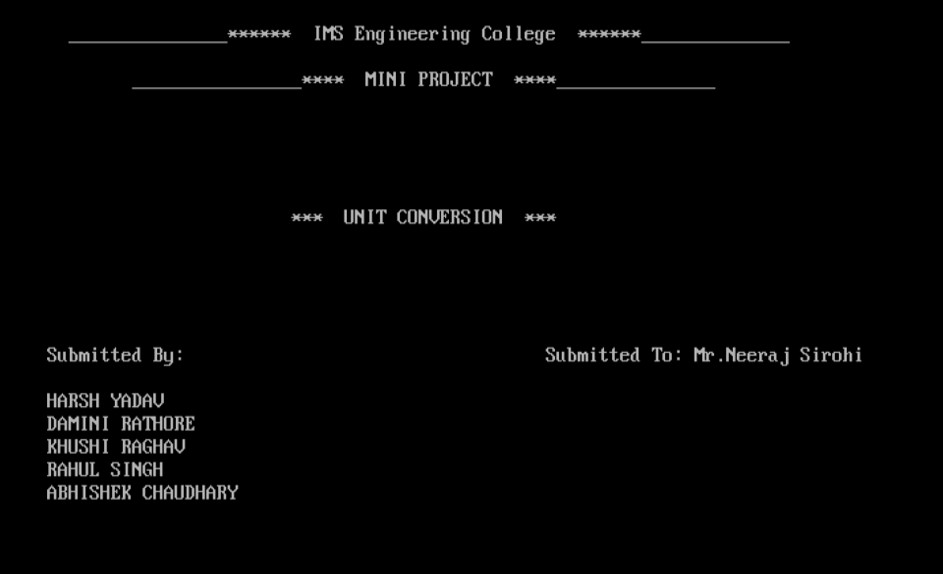 _______________****** IMS Engineering College ******______________
________________**** MINI PROJECT ****_______________
*** UNIT CONVERSION ***
Submitted By: Submitted To: Mr.Neeraj Sirohi
HARSH YADAV
DAMINI RATHORE
KHUSHI RAGHAV
RAHUL SINGH
ABHISHEK CHAUDHARY